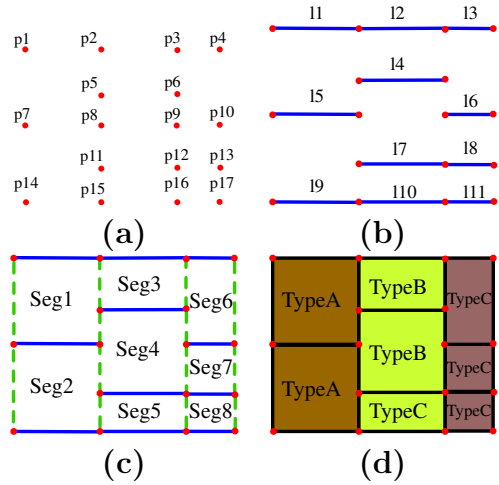 p1 p2 p3 p4
p5 p6
p7 p8 p9 p10
p11 p12 p13
p14 p15 p16 p17
(a)
l1 l2 l3
l4
l5 l6
l7 l8
l9 l10 l11
(b)
Seg1 Seg3 Seg6
Seg4
Seg2 Seg7
Seg5 Seg8
(c)
TypeA TypeB TypeC
TypeB
TypeA TypeC
TypeC TypeC
(d)